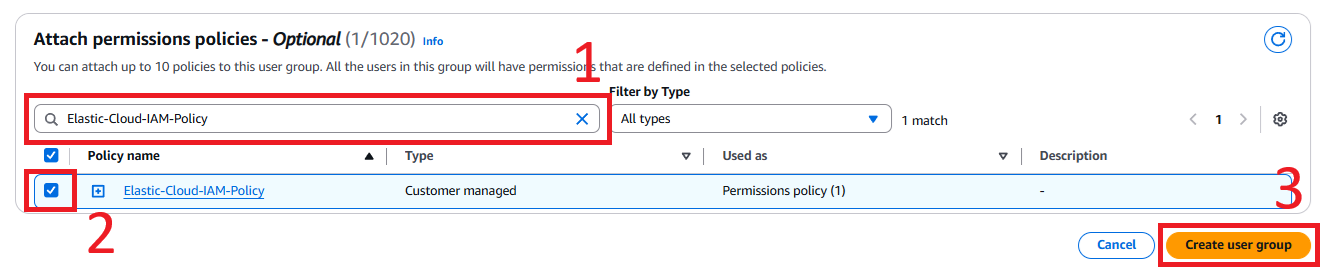 Attach permissions policies - Optional (1/1020) Info
You can attach up to 10 policies to this user group. All the users in this group will have permissions that are defined in the selected policies.
1
Filter by Type
Elastic-Cloud-IAM-Policy
All types
1 match
1
Policy name
Type
Used as
Description
Elastic-Cloud-IAM-Policy
Customer managed
Permissions policy (1)
-
2
3
Cancel
Create user group